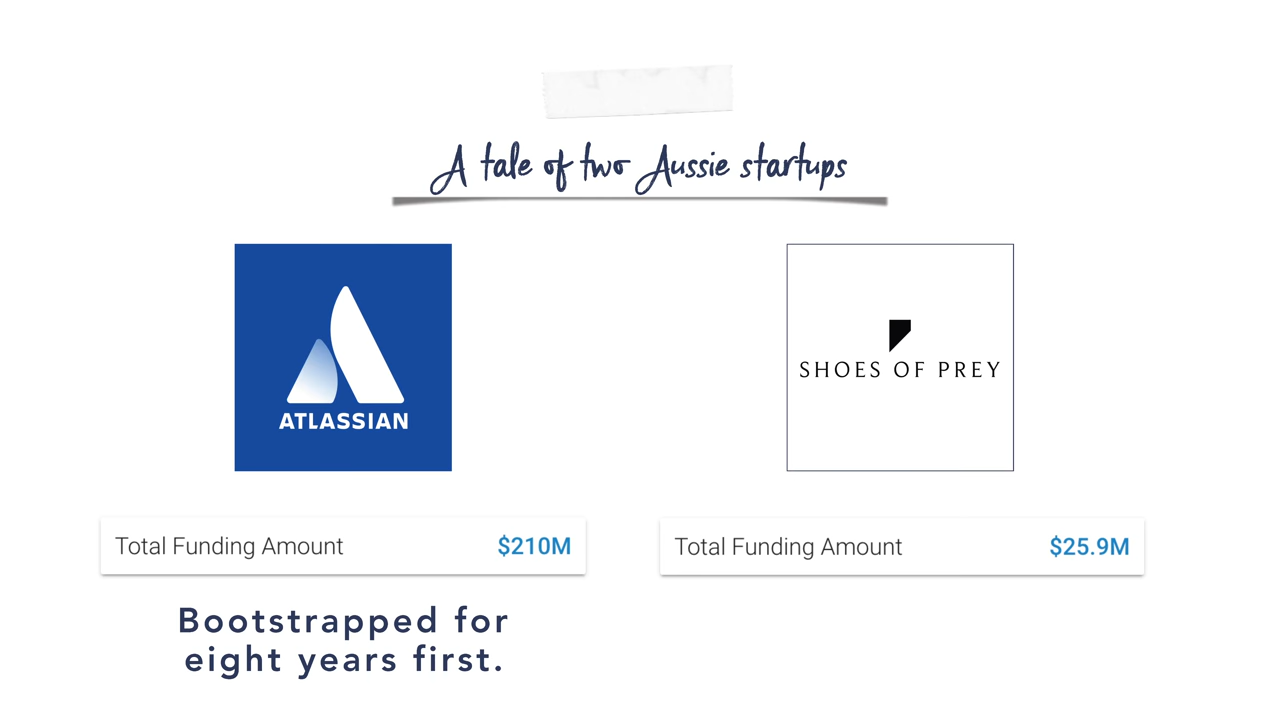 A tale of two Aussie startups
ATLASSIAN
SHOES OF PREY
Total Funding Amount $210M
Total Funding Amount $25.9M
Bootstrapped for
eight years first.